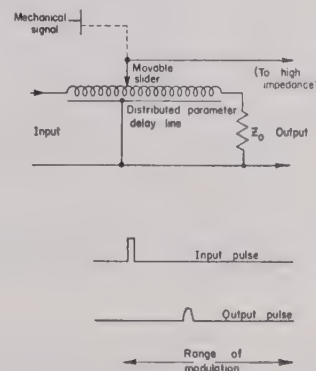 Mechanical
signal
Movable
slider
(To high
impedance)
Distributed parameter
delay line
Input
Z₀ Output
Input pulse
Output pulse
Range of
modulation